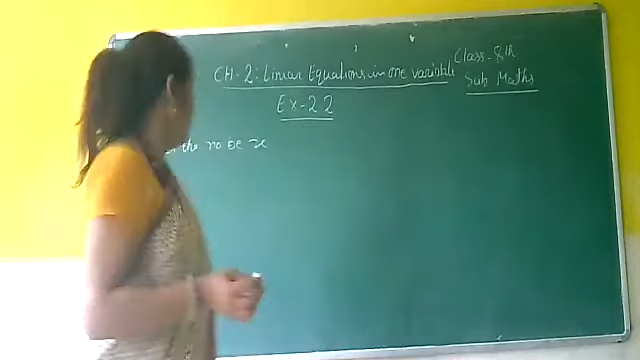 CH-2: Linear Equations in one variable
Class-8th
Sub Maths
Ex-2.2
the no be x